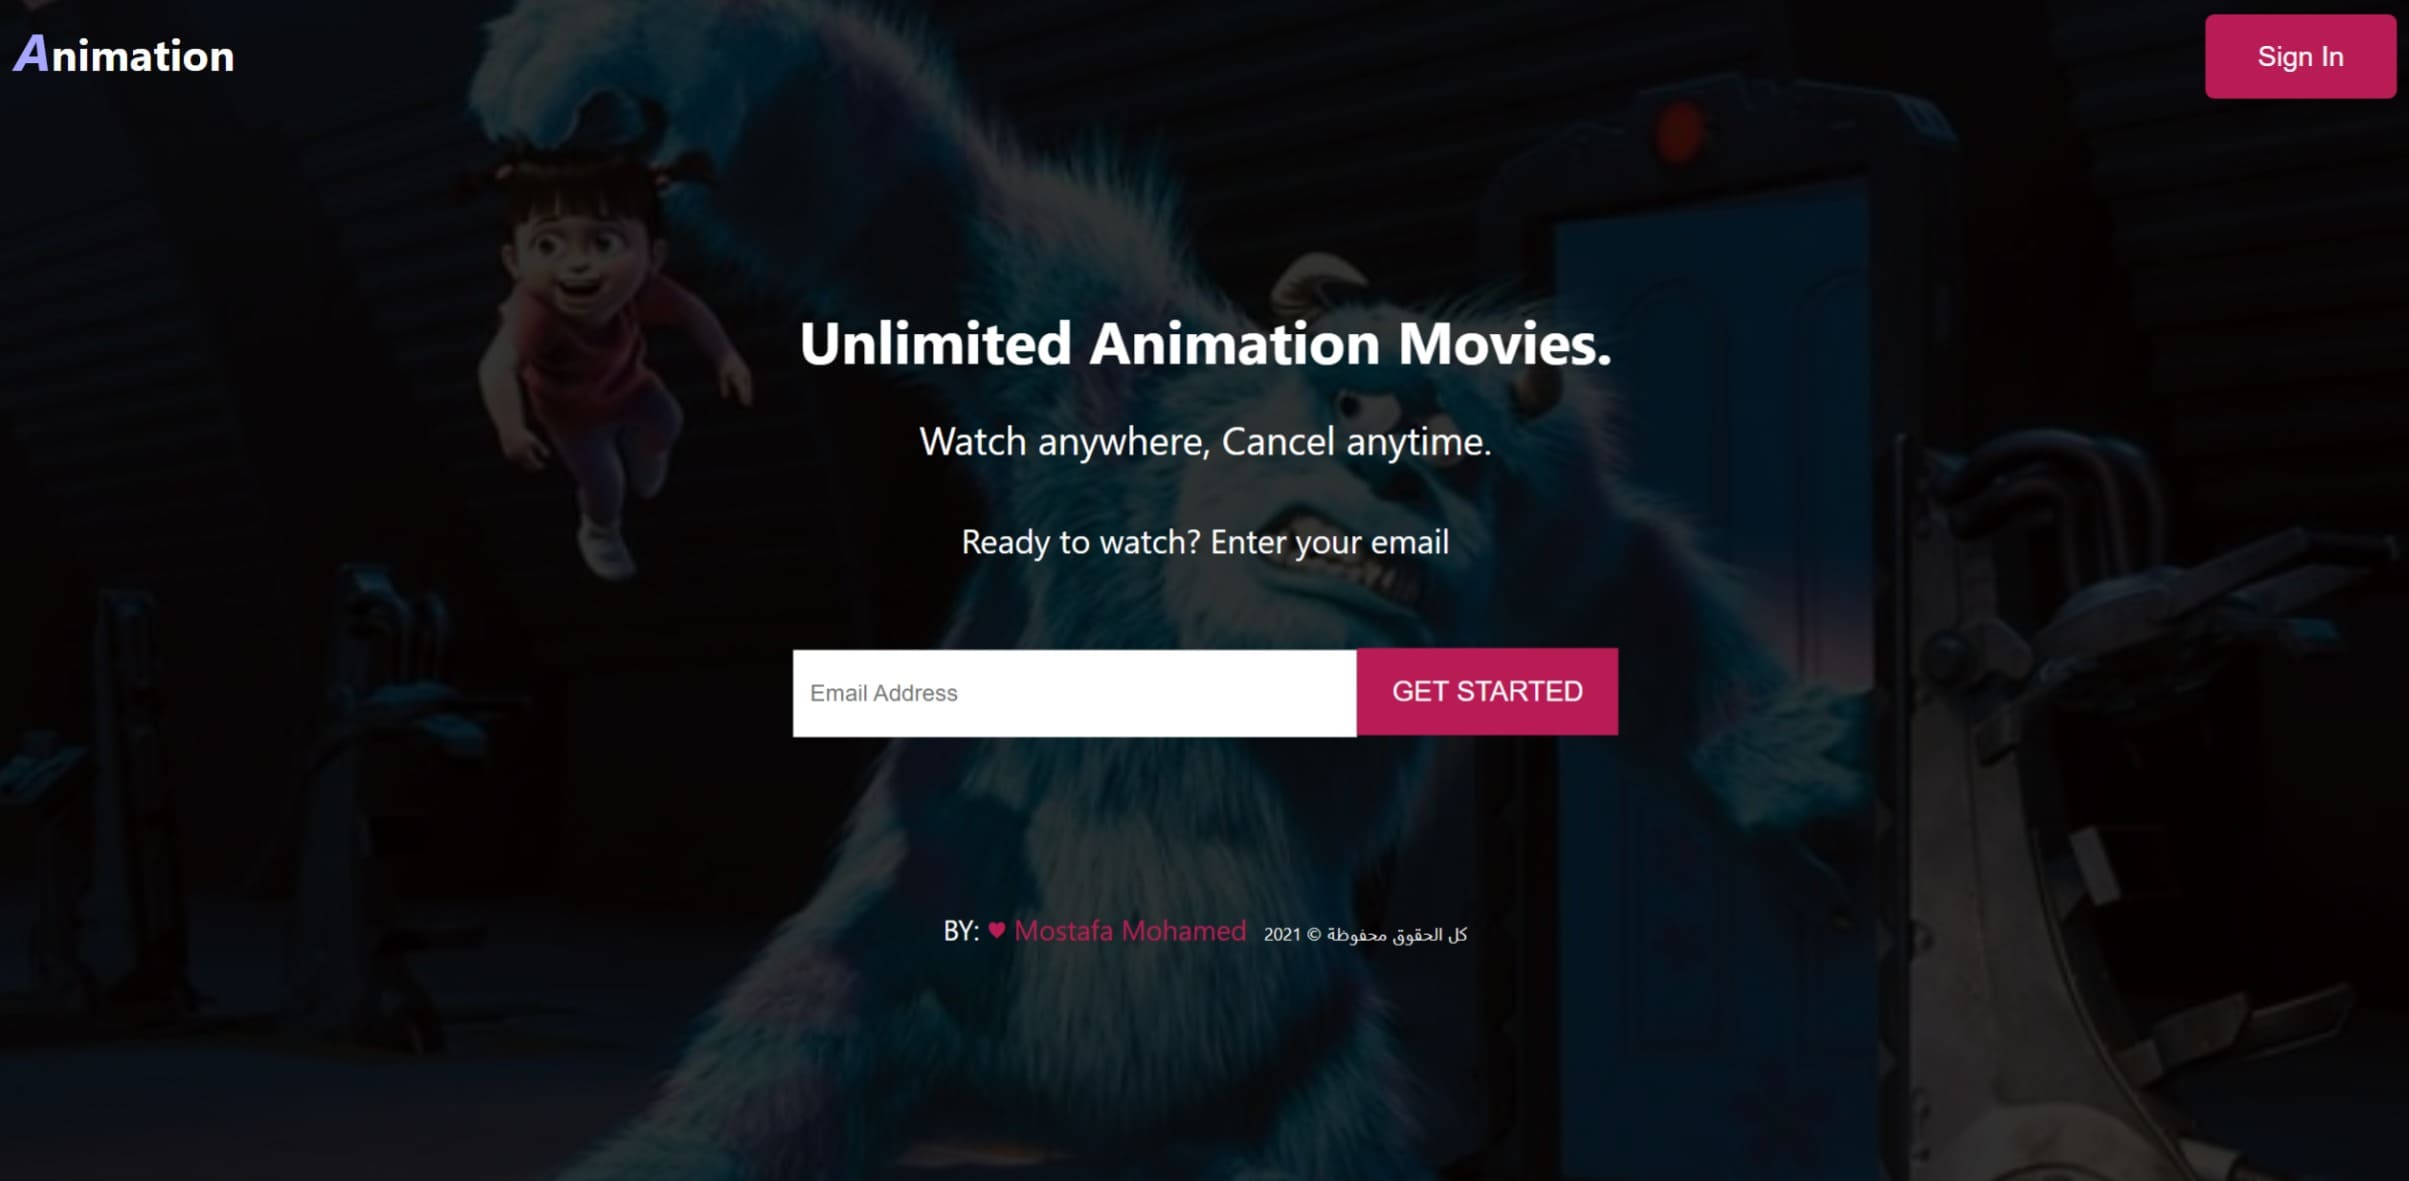 Animation
Sign In
Unlimited Animation Movies.
Watch anywhere, Cancel anytime.
Ready to watch? Enter your email
Email Address
GET STARTED
BY: ♥ Mostafa Mohamed كل الحقوق محفوظة © 2021